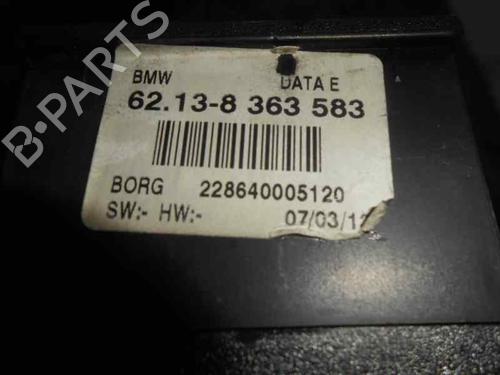 B-PARTS
BMW DATA E
62.13-8 363 583
BORG 228640005120
SW:- HW:- 07/03/1